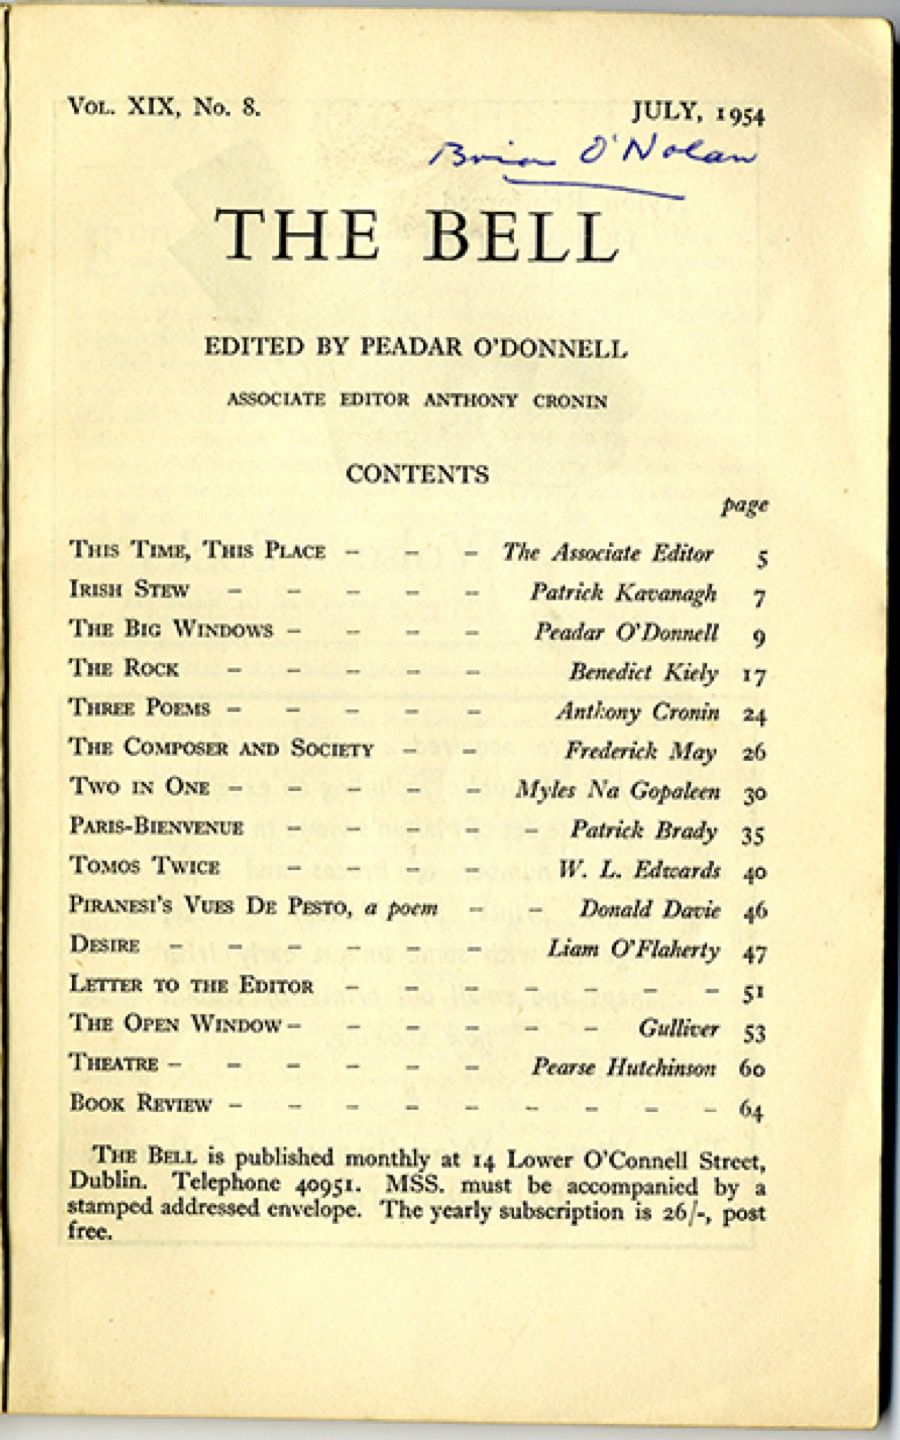 Vol. XIX, No. 8. JULY, 1954
Brian O'Nolan
THE BELL
EDITED BY PEADAR O'DONNELL
ASSOCIATE EDITOR ANTHONY CRONIN
CONTENTS
page
This Time, This Place – – – The Associate Editor 5
Irish Stew – – – – – Patrick Kavanagh 7
The Big Windows – – – – Peadar O'Donnell 9
The Rock – – – – – Benedict Kiely 17
Three Poems – – – – – Anthony Cronin 24
The Composer and Society – – Frederick May 26
Two in One – – – – – Myles Na Gopaleen 30
Paris-Bienvenue – – – – Patrick Brady 35
Tomos Twice – – – – W. L. Edwards 40
Piranesi's Vues De Pesto, a poem – – Donald Davie 46
Desire – – – – – – Liam O'Flaherty 47
Letter to the Editor – – – – – – – 51
The Open Window – – – – – – Gulliver 53
Theatre – – – – – – Pearse Hutchinson 60
Book Review – – – – – – – – – 64
The Bell is published monthly at 14 Lower O'Connell Street,
Dublin. Telephone 40951. MSS. must be accompanied by a
stamped addressed envelope. The yearly subscription is 26/-, post
free.